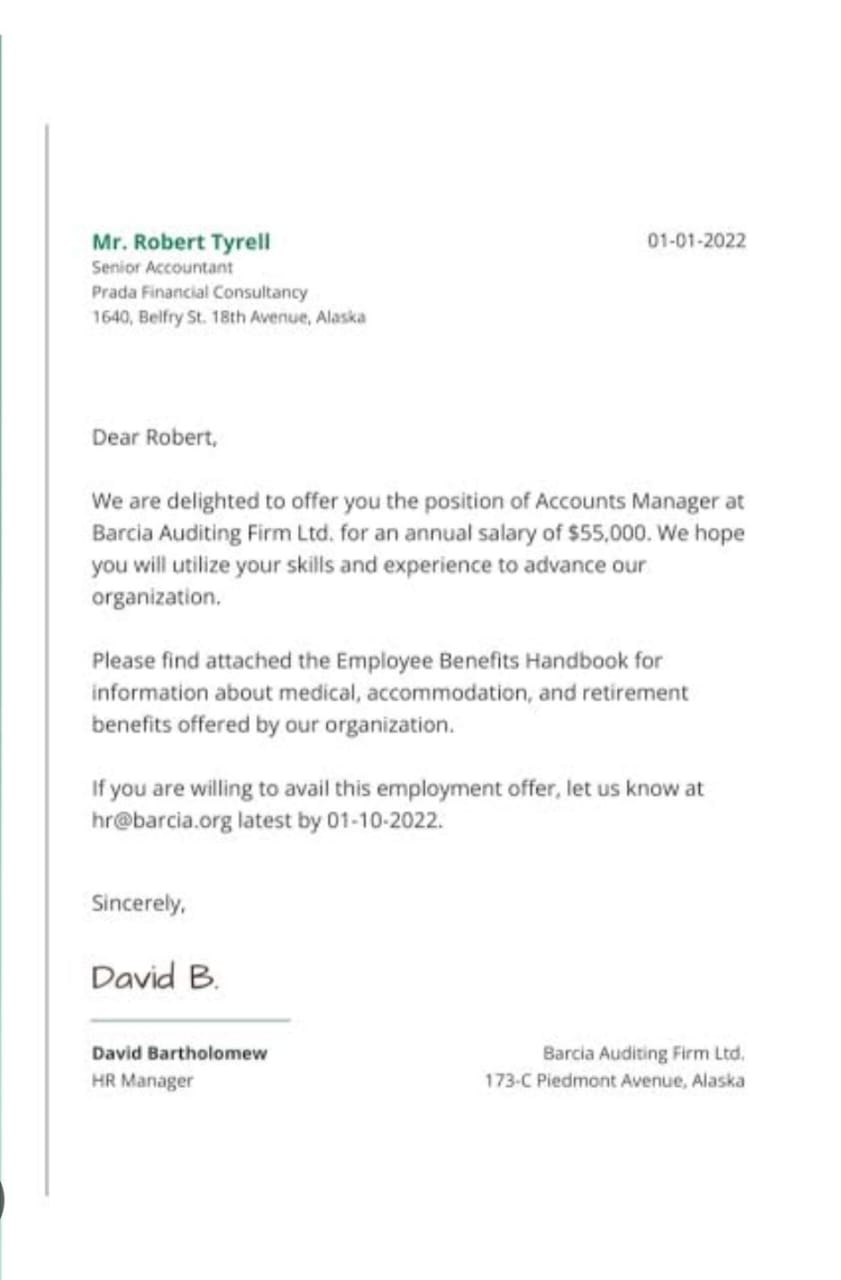 Mr. Robert Tyrell
01-01-2022
Senior Accountant
Prada Financial Consultancy
1640, Belfry St. 18th Avenue, Alaska
Dear Robert,
We are delighted to offer you the position of Accounts Manager at
Barcia Auditing Firm Ltd. for an annual salary of $55,000. We hope
you will utilize your skills and experience to advance our
organization.
Please find attached the Employee Benefits Handbook for
information about medical, accommodation, and retirement
benefits offered by our organization.
If you are willing to avail this employment offer, let us know at
hr@barcia.org latest by 01-10-2022.
Sincerely,
David B.
David Bartholomew
HR Manager
Barcia Auditing Firm Ltd.
173-C Piedmont Avenue, Alaska